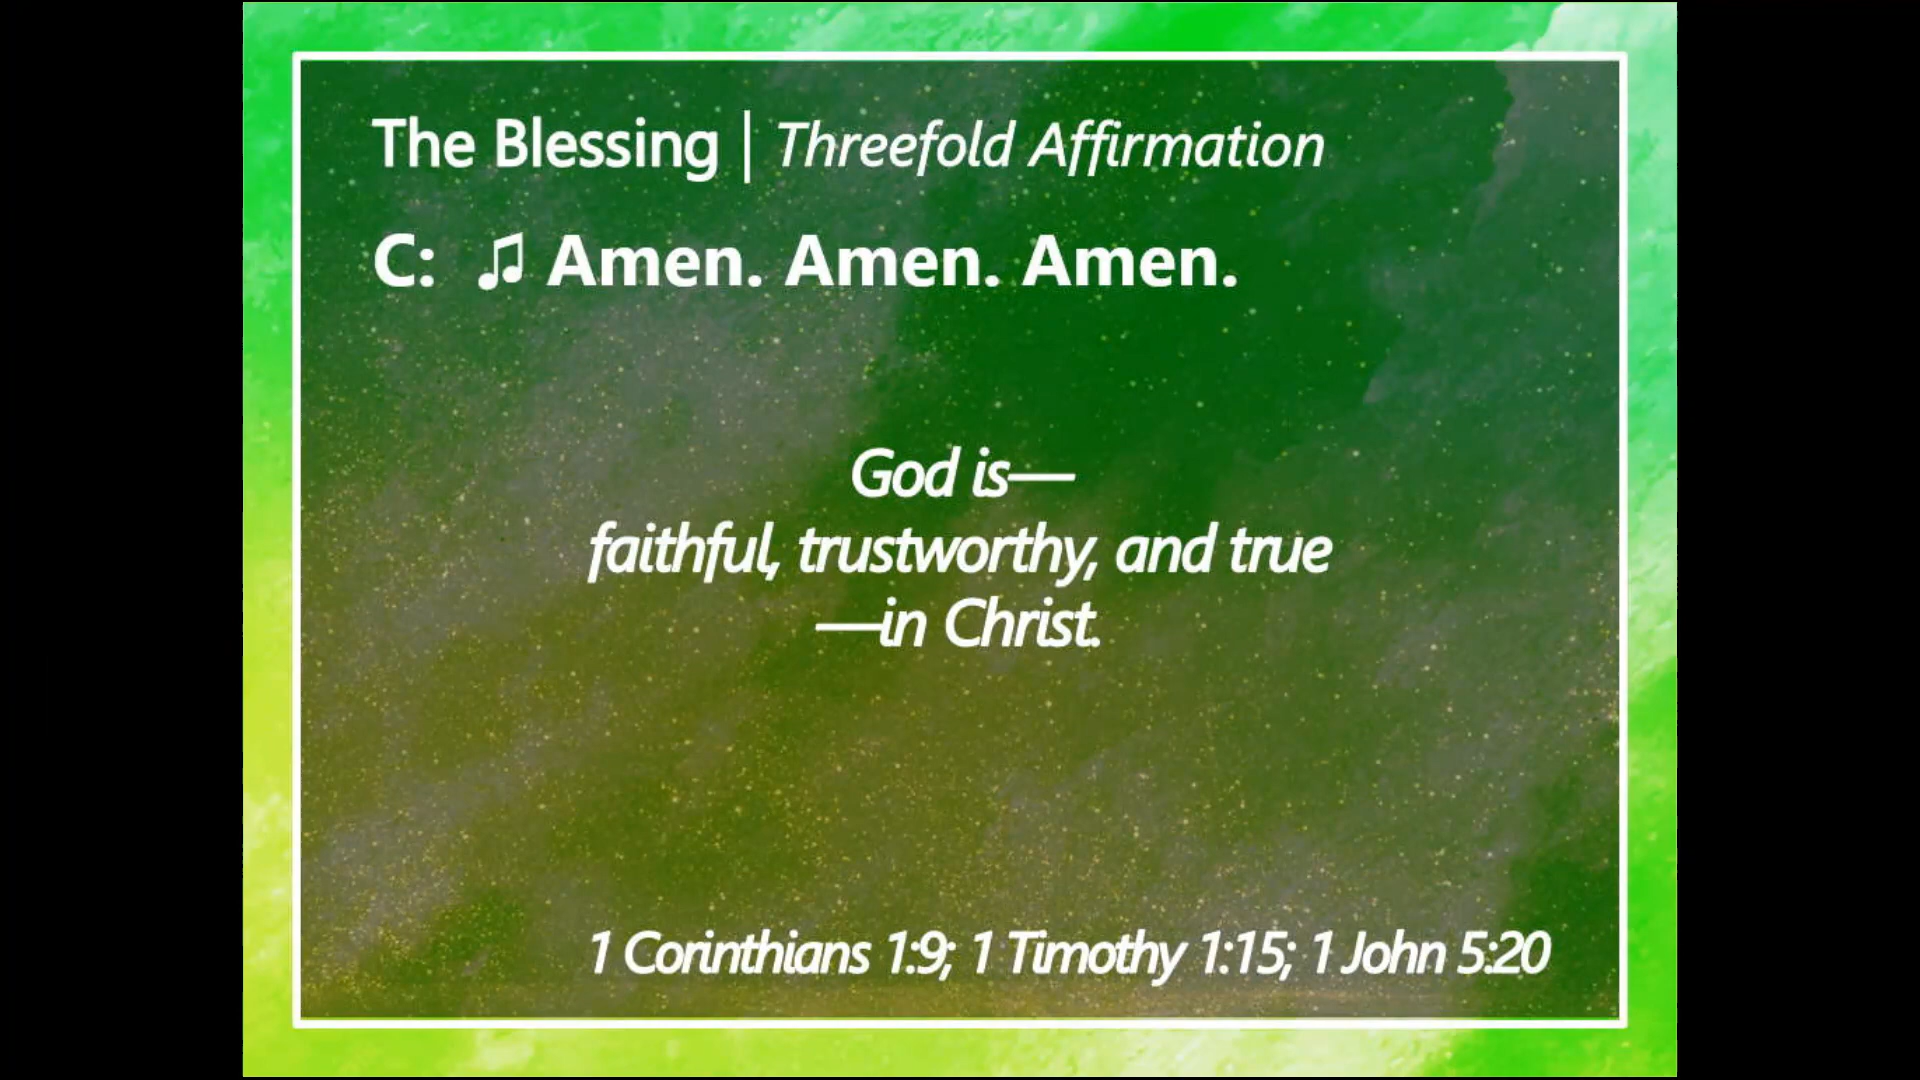 The Blessing | Threefold Affirmation
C: ♫ Amen. Amen. Amen.
God is—
faithful, trustworthy, and true
—in Christ.
1 Corinthians 1:9; 1 Timothy 1:15; 1 John 5:20